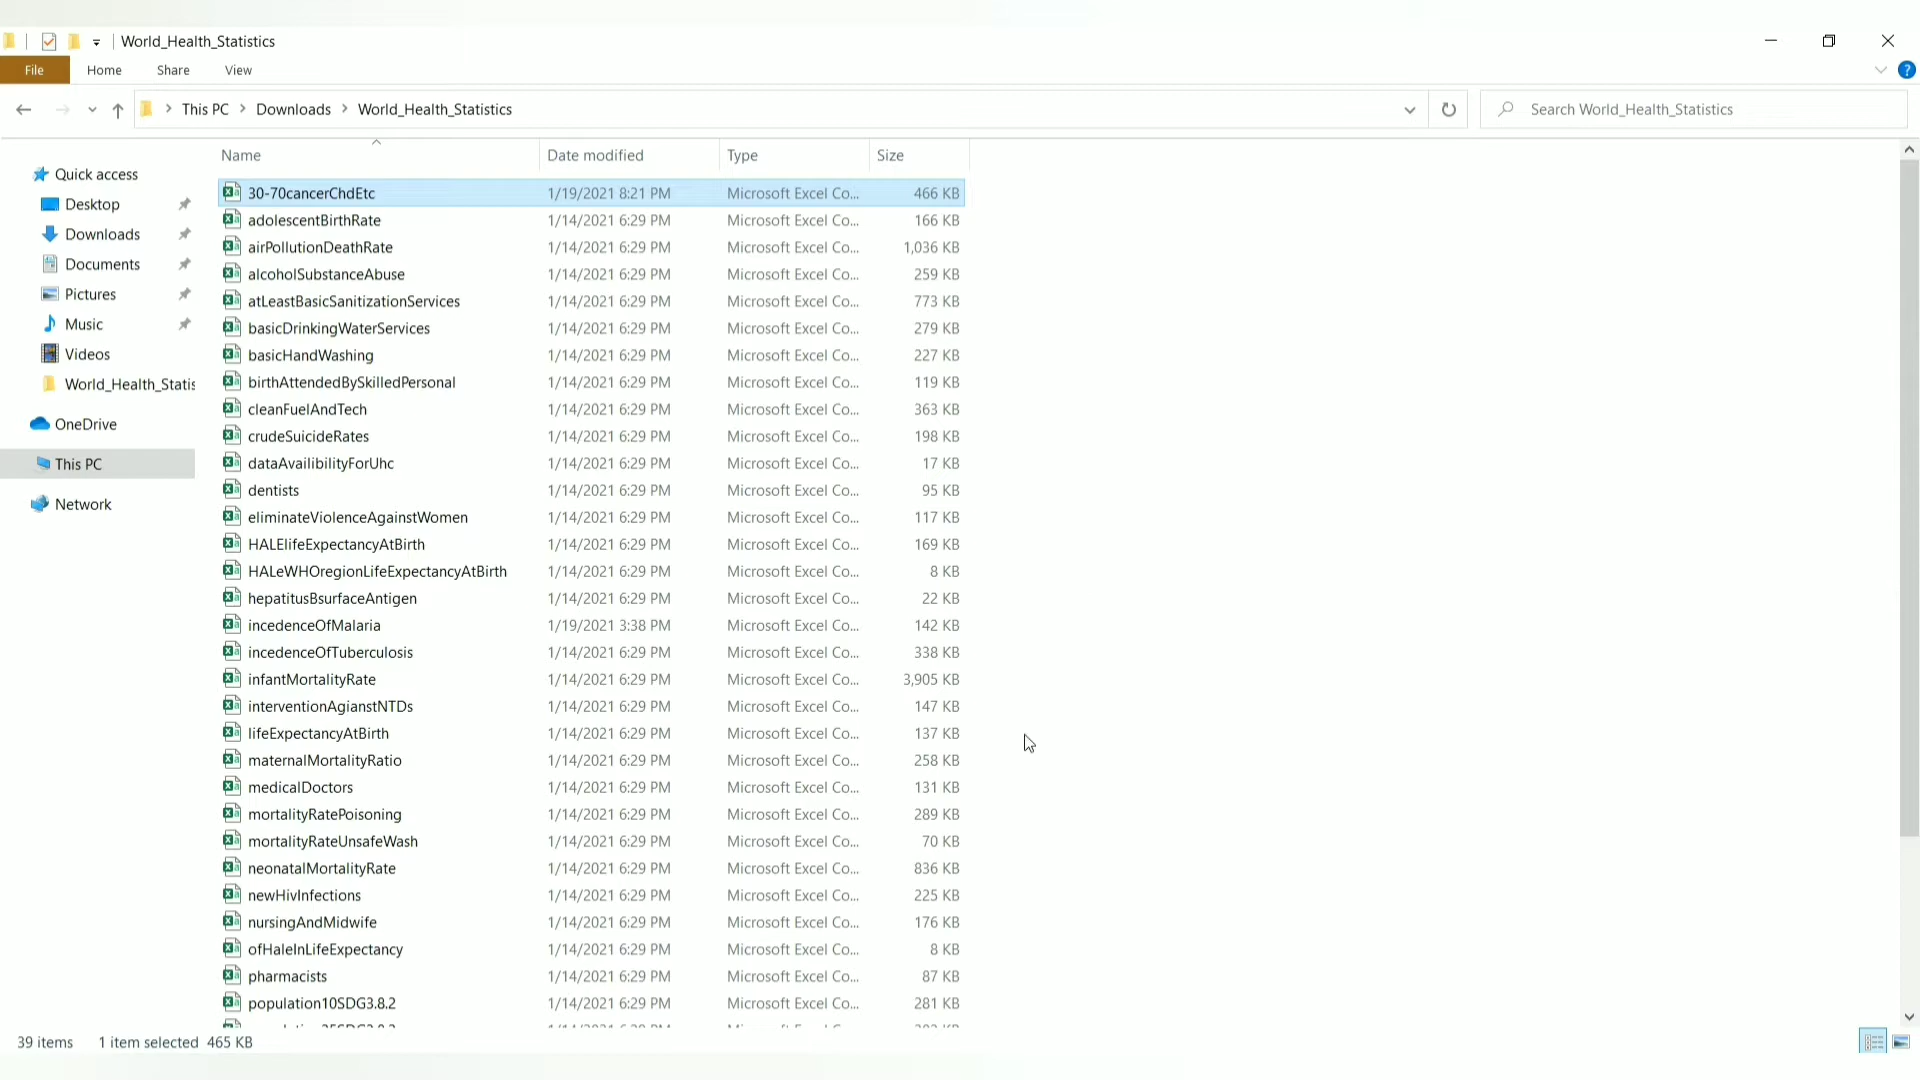 World_Health_Statistics
File Home Share View
This PC Downloads World_Health_Statistics
Search World_Health_Statistics
Name Date modified Type Size
Quick access
Desktop
Downloads
Documents
Pictures
Music
Videos
World_Health_Statis
OneDrive
This PC
Network
30-70cancerChdEtc 1/19/2021 8:21 PM Microsoft Excel Co... 466 KB
adolescentBirthRate 1/14/2021 6:29 PM Microsoft Excel Co... 166 KB
airPollutionDeathRate 1/14/2021 6:29 PM Microsoft Excel Co... 1,036 KB
alcoholSubstanceAbuse 1/14/2021 6:29 PM Microsoft Excel Co... 259 KB
atLeastBasicSanitizationServices 1/14/2021 6:29 PM Microsoft Excel Co... 773 KB
basicDrinkingWaterServices 1/14/2021 6:29 PM Microsoft Excel Co... 279 KB
basicHandWashing 1/14/2021 6:29 PM Microsoft Excel Co... 227 KB
birthAttendedBySkilledPersonal 1/14/2021 6:29 PM Microsoft Excel Co... 119 KB
cleanFuelAndTech 1/14/2021 6:29 PM Microsoft Excel Co... 363 KB
crudeSuicideRates 1/14/2021 6:29 PM Microsoft Excel Co... 198 KB
dataAvailibilityForUhc 1/14/2021 6:29 PM Microsoft Excel Co... 17 KB
dentists 1/14/2021 6:29 PM Microsoft Excel Co... 95 KB
eliminateViolenceAgainstWomen 1/14/2021 6:29 PM Microsoft Excel Co... 117 KB
HALElifeExpectancyAtBirth 1/14/2021 6:29 PM Microsoft Excel Co... 169 KB
HALeWHOregionLifeExpectancyAtBirth 1/14/2021 6:29 PM Microsoft Excel Co... 8 KB
hepatitusBsurfaceAntigen 1/14/2021 6:29 PM Microsoft Excel Co... 22 KB
incedenceOfMalaria 1/19/2021 3:38 PM Microsoft Excel Co... 142 KB
incedenceOfTuberculosis 1/14/2021 6:29 PM Microsoft Excel Co... 338 KB
infantMortalityRate 1/14/2021 6:29 PM Microsoft Excel Co... 3,905 KB
interventionAgianstNTDs 1/14/2021 6:29 PM Microsoft Excel Co... 147 KB
lifeExpectancyAtBirth 1/14/2021 6:29 PM Microsoft Excel Co... 137 KB
maternalMortalityRatio 1/14/2021 6:29 PM Microsoft Excel Co... 258 KB
medicalDoctors 1/14/2021 6:29 PM Microsoft Excel Co... 131 KB
mortalityRatePoisoning 1/14/2021 6:29 PM Microsoft Excel Co... 289 KB
mortalityRateUnsafeWash 1/14/2021 6:29 PM Microsoft Excel Co... 70 KB
neonatalMortalityRate 1/14/2021 6:29 PM Microsoft Excel Co... 836 KB
newHivInfections 1/14/2021 6:29 PM Microsoft Excel Co... 225 KB
nursingAndMidwife 1/14/2021 6:29 PM Microsoft Excel Co... 176 KB
ofHaleInLifeExpectancy 1/14/2021 6:29 PM Microsoft Excel Co... 8 KB
pharmacists 1/14/2021 6:29 PM Microsoft Excel Co... 87 KB
population10SDG3.8.2 1/14/2021 6:29 PM Microsoft Excel Co... 281 KB
39 items 1 item selected 465 KB